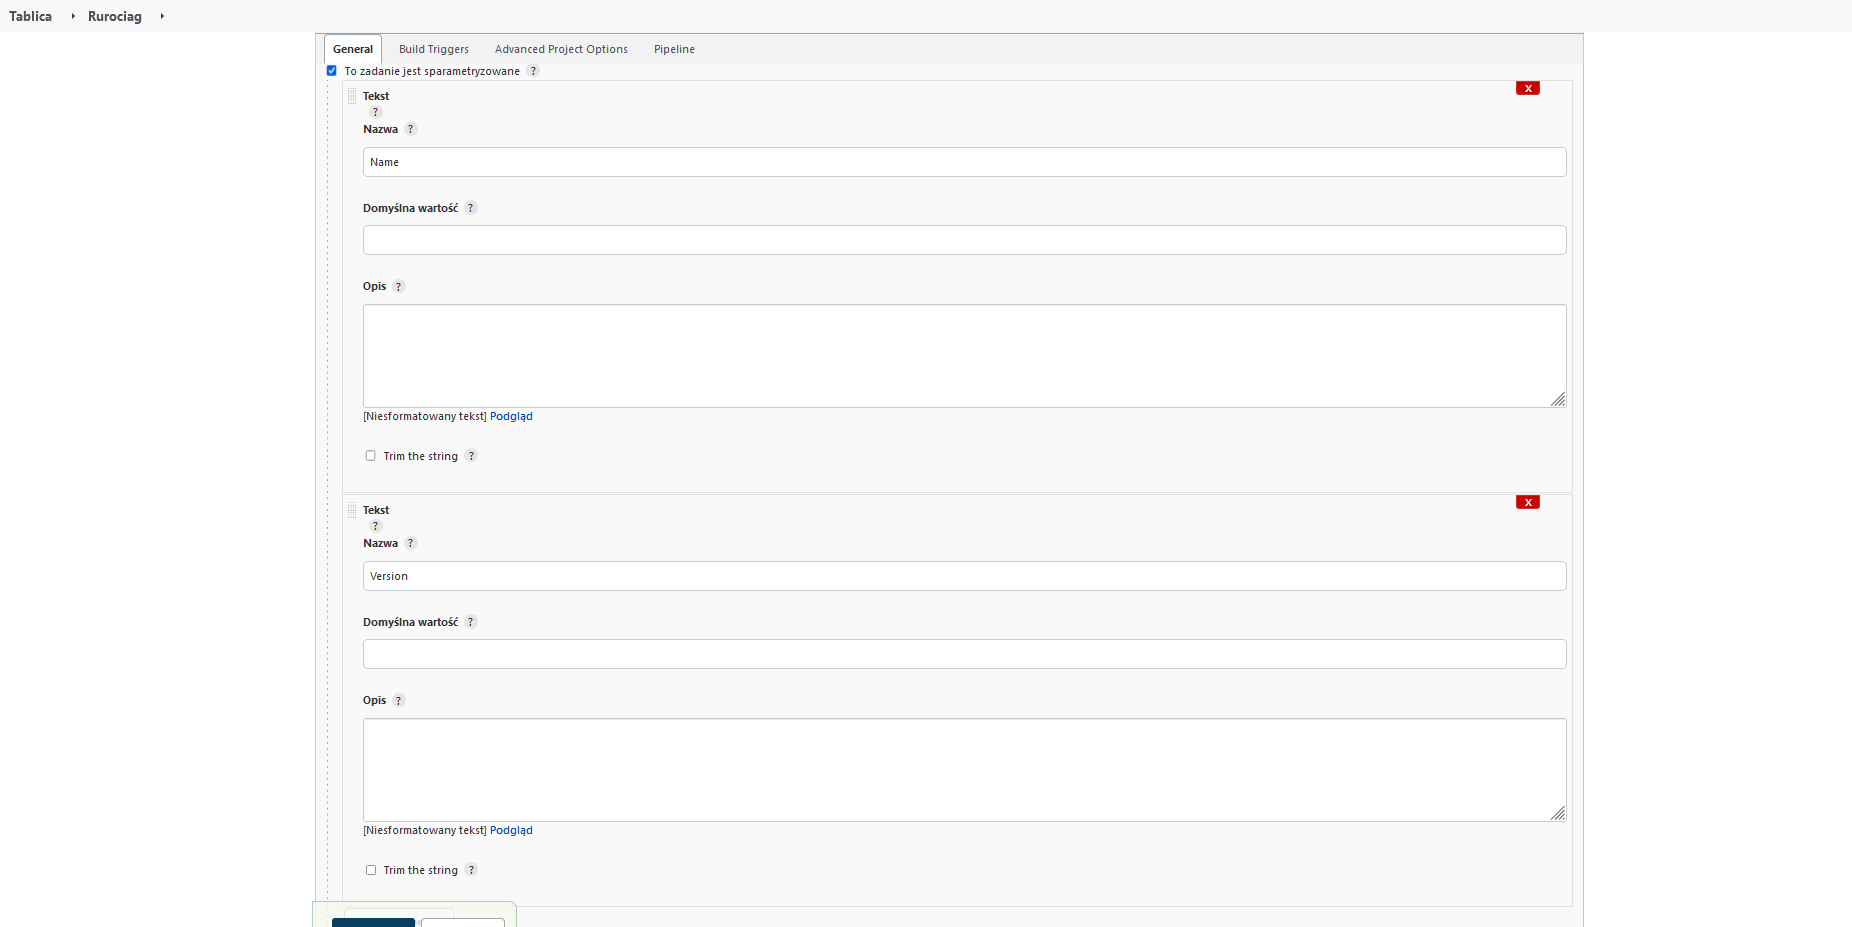 Tablica Rurociag
General Build Triggers Advanced Project Options Pipeline
To zadanie jest sparametryzowane ?
Tekst
X
?
Nazwa ?
Name
Domyślna wartość ?
Opis ?
[Niesformatowany tekst] Podgląd
Trim the string ?
Tekst
X
?
Nazwa ?
Version
Domyślna wartość ?
Opis ?
[Niesformatowany tekst] Podgląd
Trim the string ?